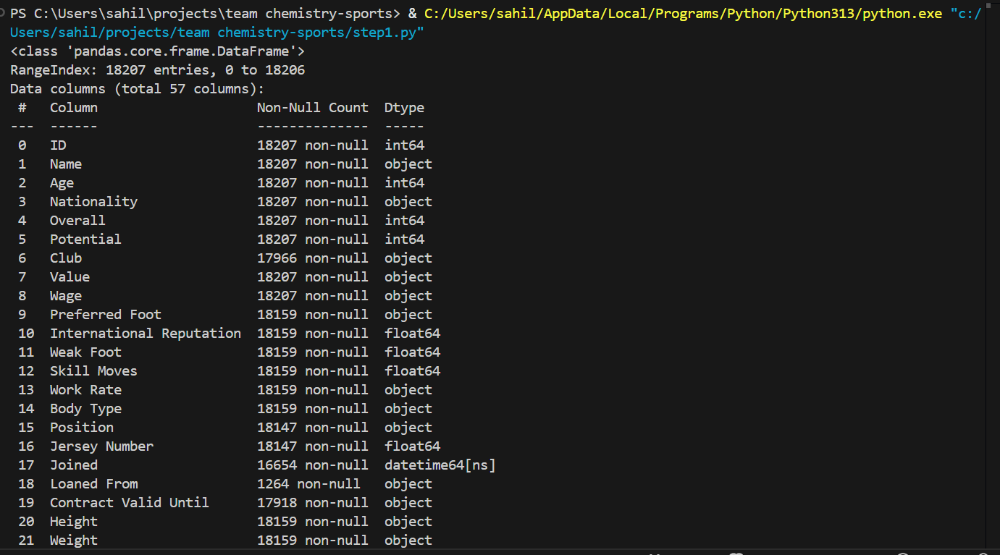 PS C:\Users\sahil\projects\team chemistry-sports> & C:/Users/sahil/AppData/Local/Programs/Python/Python313/python.exe "c:/
Users/sahil/projects/team chemistry-sports/step1.py"
<class 'pandas.core.frame.DataFrame'>
RangeIndex: 18207 entries, 0 to 18206
Data columns (total 57 columns):
 #   Column                    Non-Null Count  Dtype
---  ------                    --------------  -----
 0   ID                        18207 non-null  int64
 1   Name                      18207 non-null  object
 2   Age                       18207 non-null  int64
 3   Nationality               18207 non-null  object
 4   Overall                   18207 non-null  int64
 5   Potential                 18207 non-null  int64
 6   Club                      17966 non-null  object
 7   Value                     18207 non-null  object
 8   Wage                      18207 non-null  object
 9   Preferred Foot            18159 non-null  object
 10  International Reputation  18159 non-null  float64
 11  Weak Foot                 18159 non-null  float64
 12  Skill Moves               18159 non-null  float64
 13  Work Rate                 18159 non-null  object
 14  Body Type                 18159 non-null  object
 15  Position                  18147 non-null  object
 16  Jersey Number             18147 non-null  float64
 17  Joined                    16654 non-null  datetime64[ns]
 18  Loaned From               1264 non-null   object
 19  Contract Valid Until      17918 non-null  object
 20  Height                    18159 non-null  object
 21  Weight                    18159 non-null  object